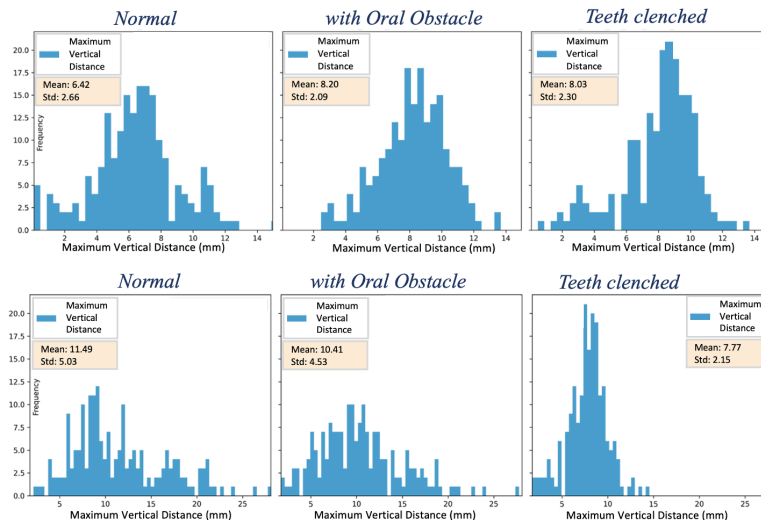 Normal
with Oral Obstacle
Teeth clenched
20.0
17.5
15.0
12.5
10.0
7.5
5.0
2.5
0.0
Frequency
Maximum
Vertical
Distance
Mean: 6.42
Std: 2.66
Maximum
Vertical
Distance
Mean: 8.20
Std: 2.09
Maximum
Vertical
Distance
Mean: 8.03
Std: 2.30
2 4 6 8 10 12 14
2 4 6 8 10 12 14
2 4 6 8 10 12 14
Maximum Vertical Distance (mm)
Maximum Vertical Distance (mm)
Maximum Vertical Distance (mm)
Normal
with Oral Obstacle
Teeth clenched
20.0
17.5
15.0
12.5
10.0
7.5
5.0
2.5
0.0
Frequency
Maximum
Vertical
Distance
Mean: 11.49
Std: 5.03
Maximum
Vertical
Distance
Mean: 10.41
Std: 4.53
Maximum
Vertical
Distance
Mean: 7.77
Std: 2.15
5 10 15 20 25
5 10 15 20 25
5 10 15 20 25
Maximum Vertical Distance (mm)
Maximum Vertical Distance (mm)
Maximum Vertical Distance (mm)